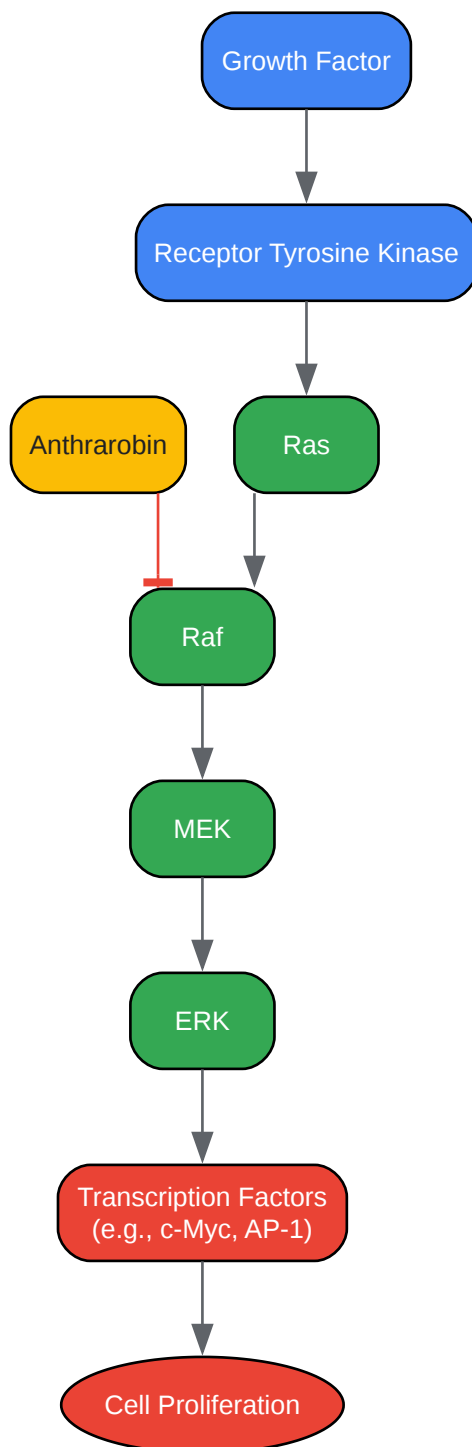 Growth Factor
Receptor Tyrosine Kinase
Anthrarobin
Ras
Raf
MEK
ERK
Transcription Factors
(e.g., c-Myc, AP-1)
Cell Proliferation